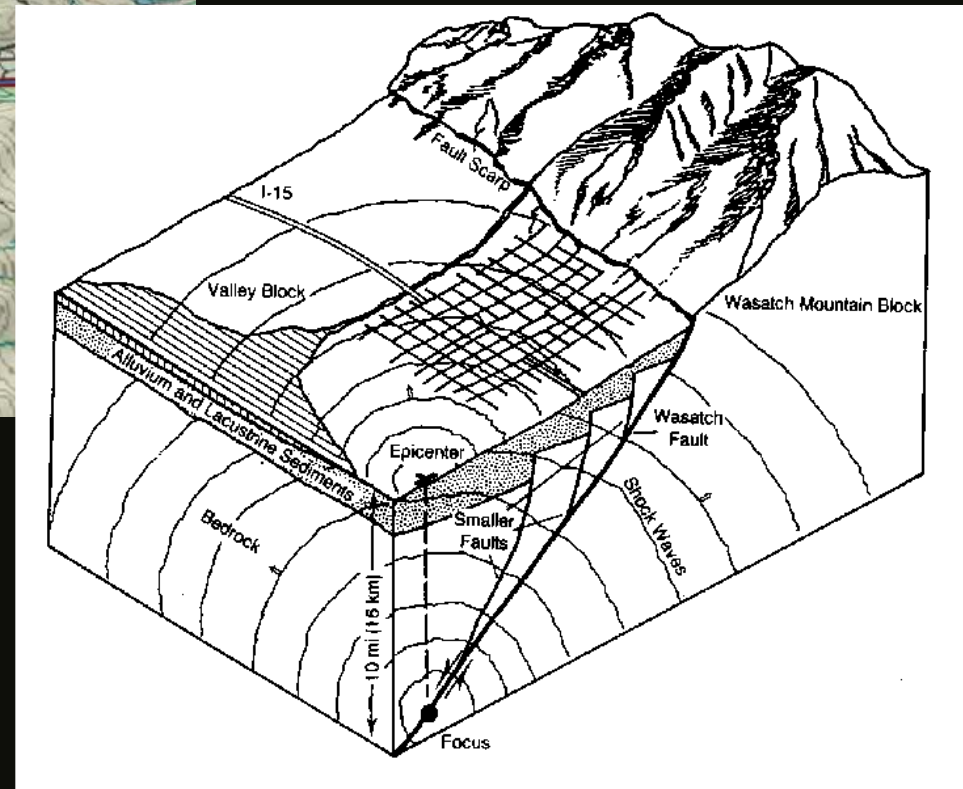 Fault Scarp
I-15
Valley Block
Wasatch Mountain Block
Alluvium and Lacustrine Sediments
Wasatch
Fault
Epicenter
Smaller
Faults
Shock Waves
Bedrock
10 mi (16 km)
Focus